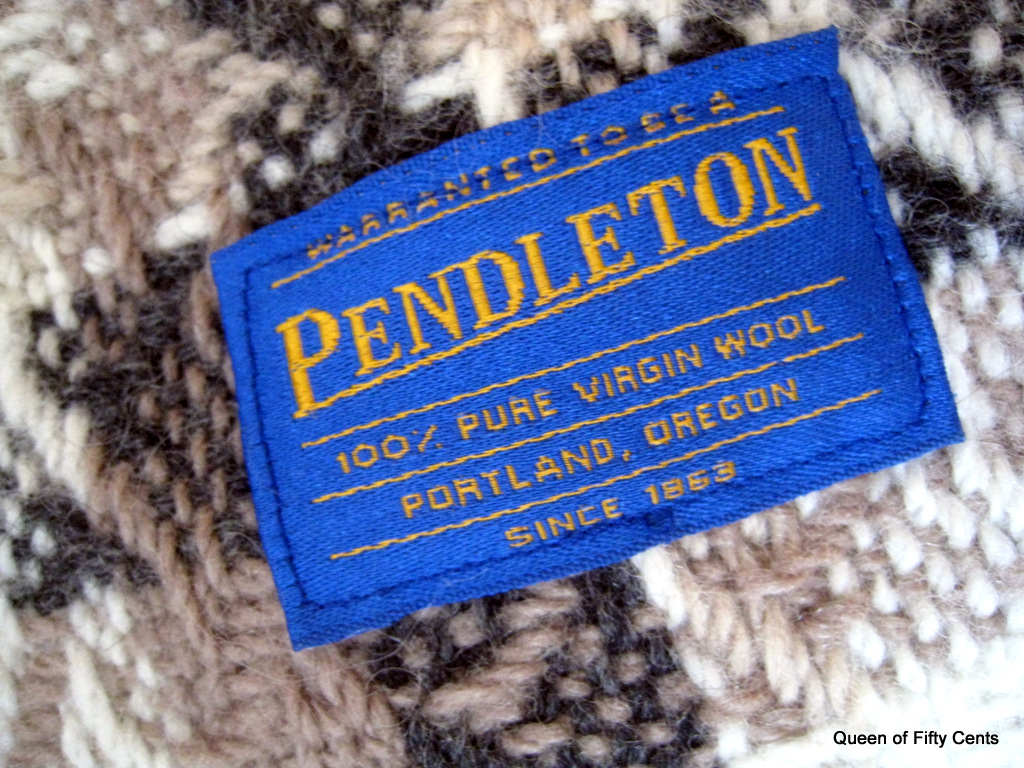 WARRANTED TO BE A
PENDLETON
100% PURE VIRGIN WOOL
PORTLAND, OREGON
SINCE 1863
Queen of Fifty Cents